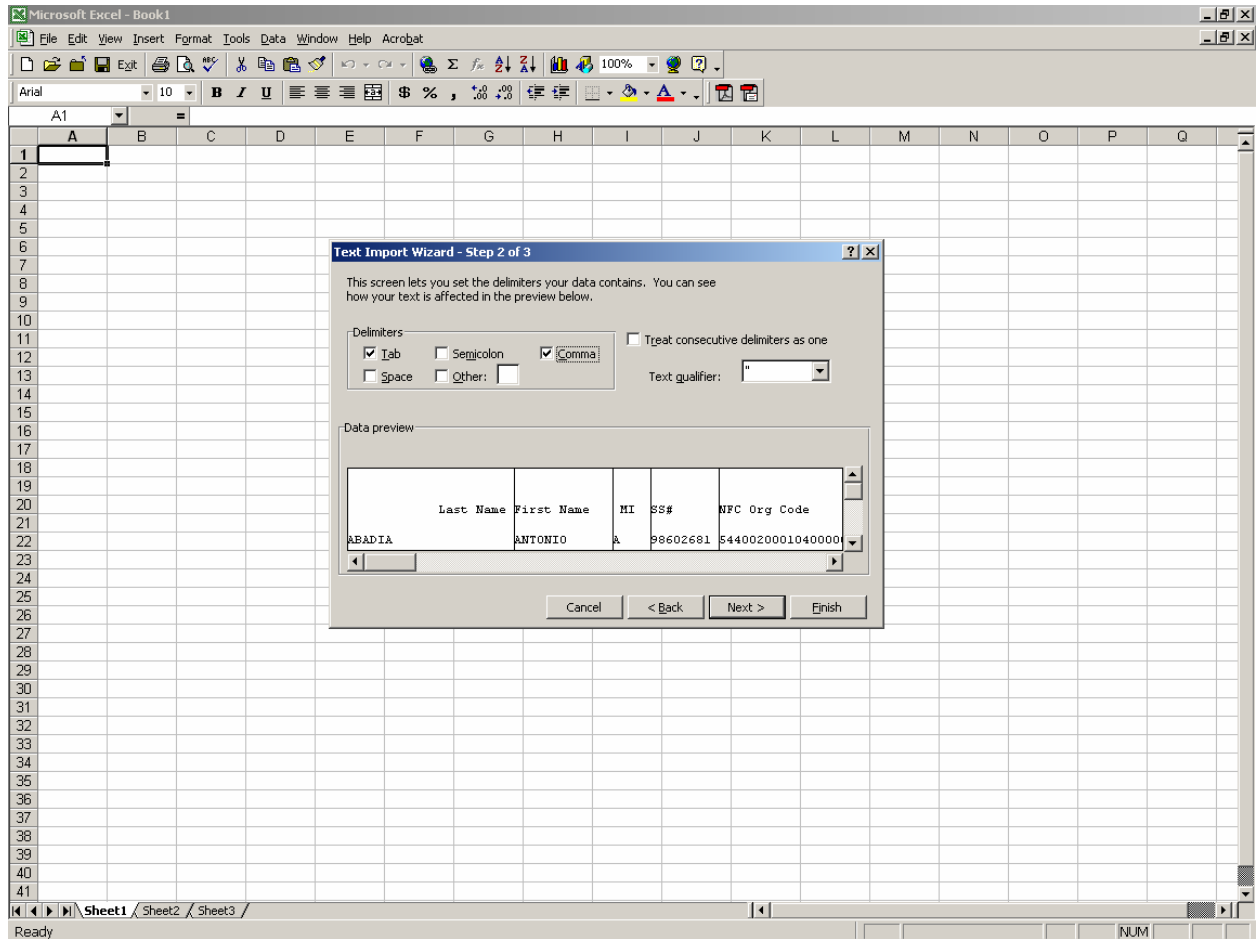 Microsoft Excel - Book1
File Edit View Insert Format Tools Data Window Help Acrobat
Exit 100%
Arial 10 B I U $ % ,
A1 =
A B C D E F G H I J K L M N O P Q
1
2
3
4
5
6
Text Import Wizard - Step 2 of 3
7
8
This screen lets you set the delimiters your data contains. You can see
9
how your text is affected in the preview below.
10
11
Delimiters
Treat consecutive delimiters as one
12
Tab Semicolon Comma
13
Space Other: Text qualifier: "
14
15
16
Data preview
17
18
19
20
Last Name First Name MI SS# NFC Org Code
21
22
ABADIA ANTONIO A 98602681 5440020001040000
23
24
25
26
Cancel < Back Next > Finish
27
28
29
30
31
32
33
34
35
36
37
38
39
40
41
Sheet1 Sheet2 Sheet3
Ready NUM